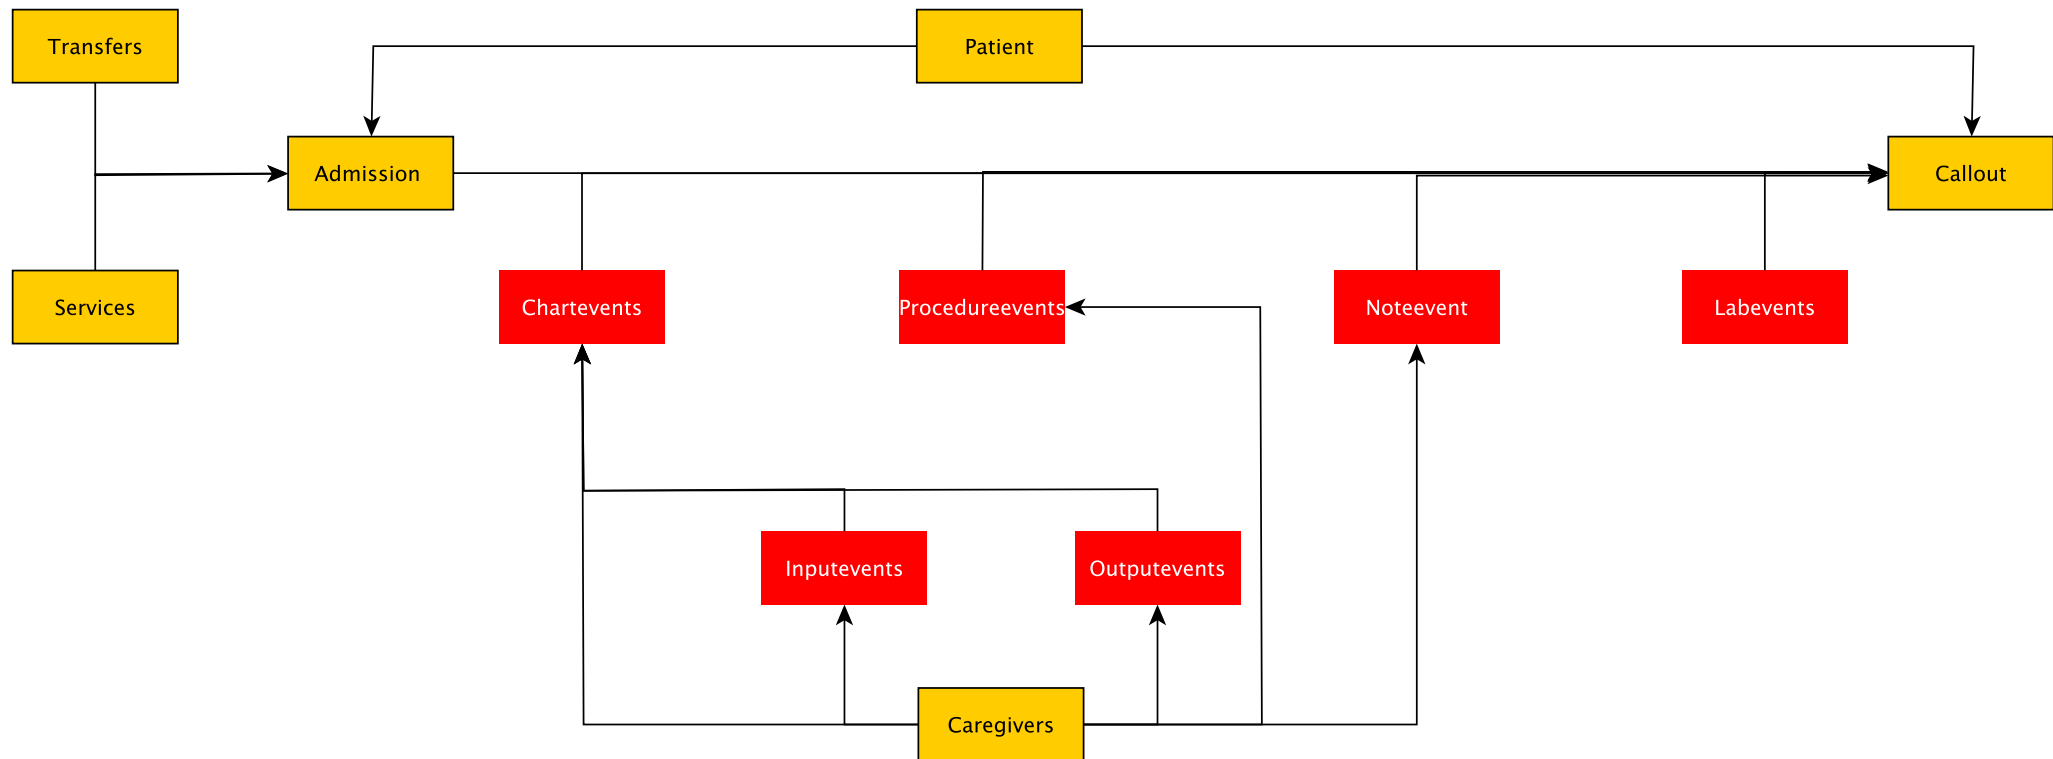 Transfers
Patient
Admission
Callout
Services
Chartevents
Procedureevents
Noteevent
Labevents
Inputevents
Outputevents
Caregivers